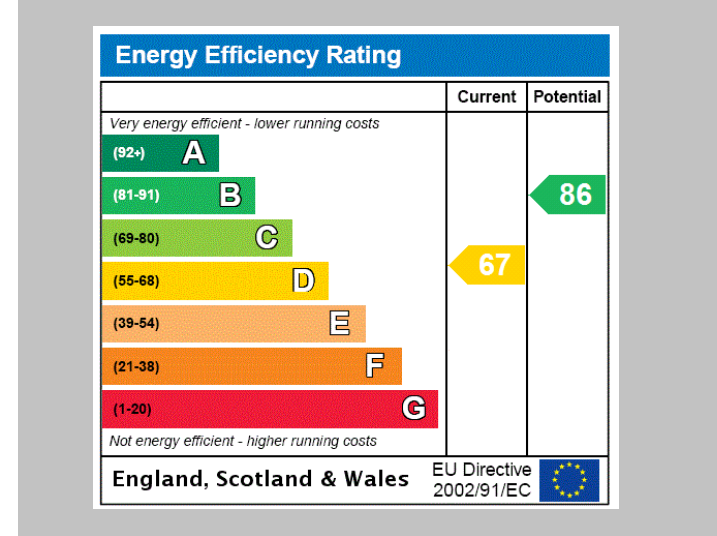 Energy Efficiency Rating
Current Potential
Very energy efficient - lower running costs
(92+) A
(81-91) B
86
(69-80) C
(55-68) D
67
(39-54) E
(21-38) F
(1-20) G
Not energy efficient - higher running costs
England, Scotland & Wales
EU Directive
2002/91/EC